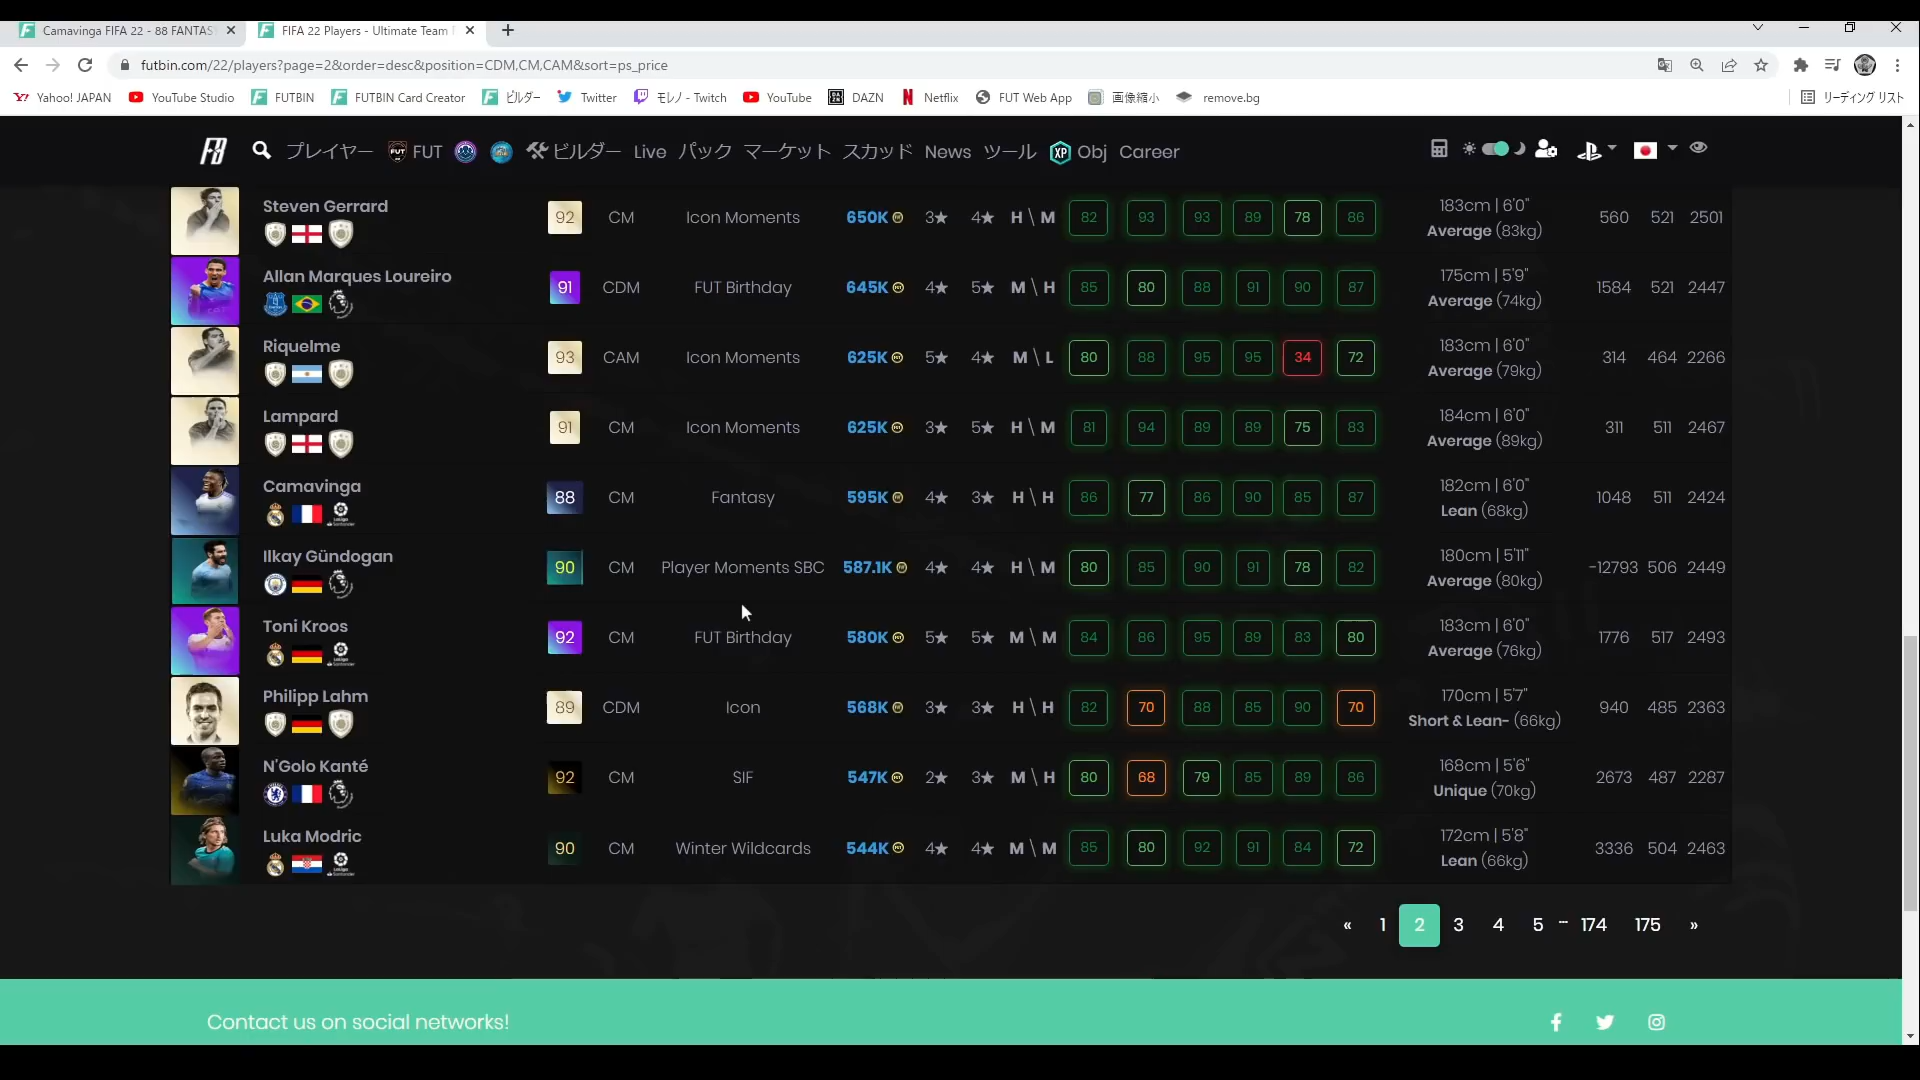 Camavinga FIFA 22 - 88 FANTAS
FIFA 22 Players - Ultimate Team
futbin.com/22/players?page=2&order=desc&position=CDM,CM,CAM&sort=ps_price
Yahoo! JAPAN YouTube Studio FUTBIN FUTBIN Card Creator ビルダー Twitter モレノ - Twitch YouTube DAZN Netflix FUT Web App 画像縮小 remove.bg リーディング リスト
プレイヤー FUT ビルダー Live パック マーケット スカッド News ツール XP Obj Career
Steven Gerrard 92 CM Icon Moments 650K 3★ 4★ H \ M 82 93 93 89 78 86 183cm | 6'0" 560 521 2501
Average (83kg)
Allan Marques Loureiro 91 CDM FUT Birthday 645K 4★ 5★ M \ H 85 80 88 91 90 87 175cm | 5'9" 1584 521 2447
Average (74kg)
Riquelme 93 CAM Icon Moments 625K 5★ 4★ M \ L 80 88 95 95 34 72 183cm | 6'0" 314 464 2266
Average (79kg)
Lampard 91 CM Icon Moments 625K 3★ 5★ H \ M 81 94 89 89 75 83 184cm | 6'0" 311 511 2467
Average (89kg)
Camavinga 88 CM Fantasy 595K 4★ 3★ H \ H 86 77 86 90 85 87 182cm | 6'0" 1048 511 2424
Lean (68kg)
Ilkay Gündogan 90 CM Player Moments SBC 587.1K 4★ 4★ H \ M 80 85 90 91 78 82 180cm | 5'11" -12793 506 2449
Average (80kg)
Toni Kroos 92 CM FUT Birthday 580K 5★ 5★ M \ M 84 86 95 89 83 80 183cm | 6'0" 1776 517 2493
Average (76kg)
Philipp Lahm 89 CDM Icon 568K 3★ 3★ H \ H 82 70 88 85 90 70 170cm | 5'7" 940 485 2363
Short & Lean- (66kg)
N'Golo Kanté 92 CM SIF 547K 2★ 3★ M \ H 80 68 79 85 89 86 168cm | 5'6" 2673 487 2287
Unique (70kg)
Luka Modric 90 CM Winter Wildcards 544K 4★ 4★ M \ M 85 80 92 91 84 72 172cm | 5'8" 3336 504 2463
Lean (66kg)
« 1 2 3 4 5 ... 174 175 »
Contact us on social networks!